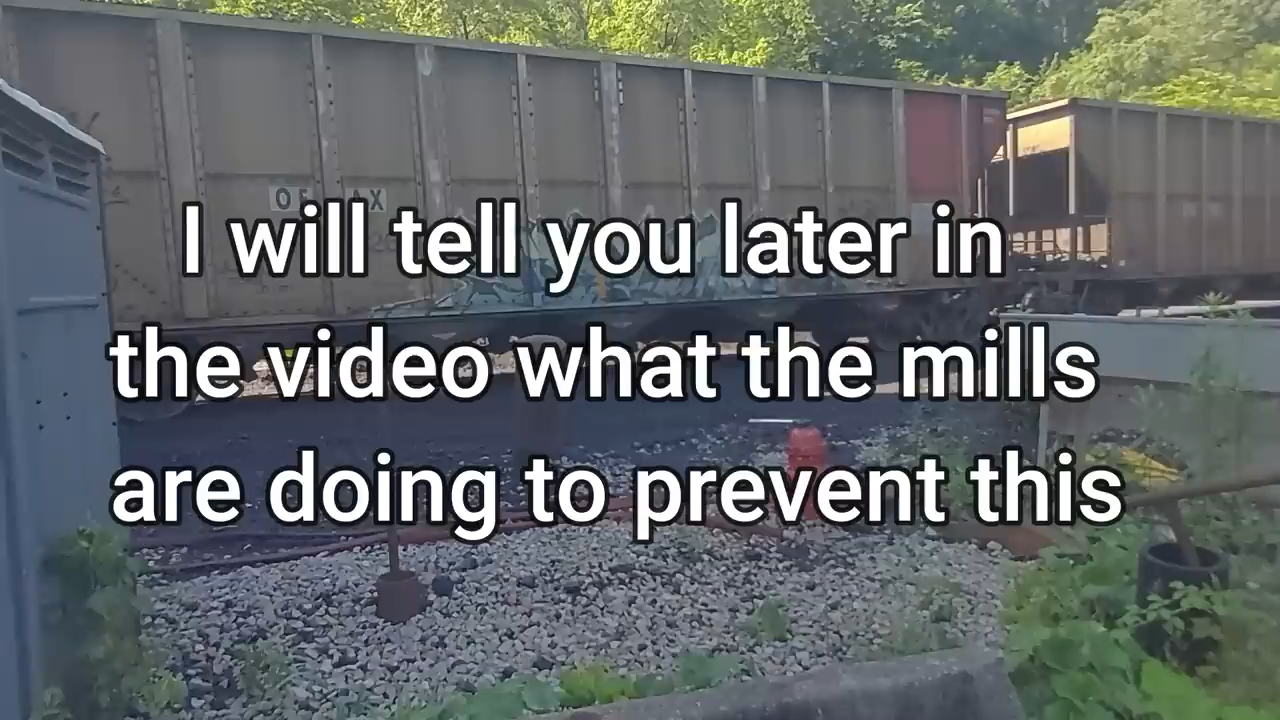 I will tell you later in
the video what the mills
are doing to prevent this